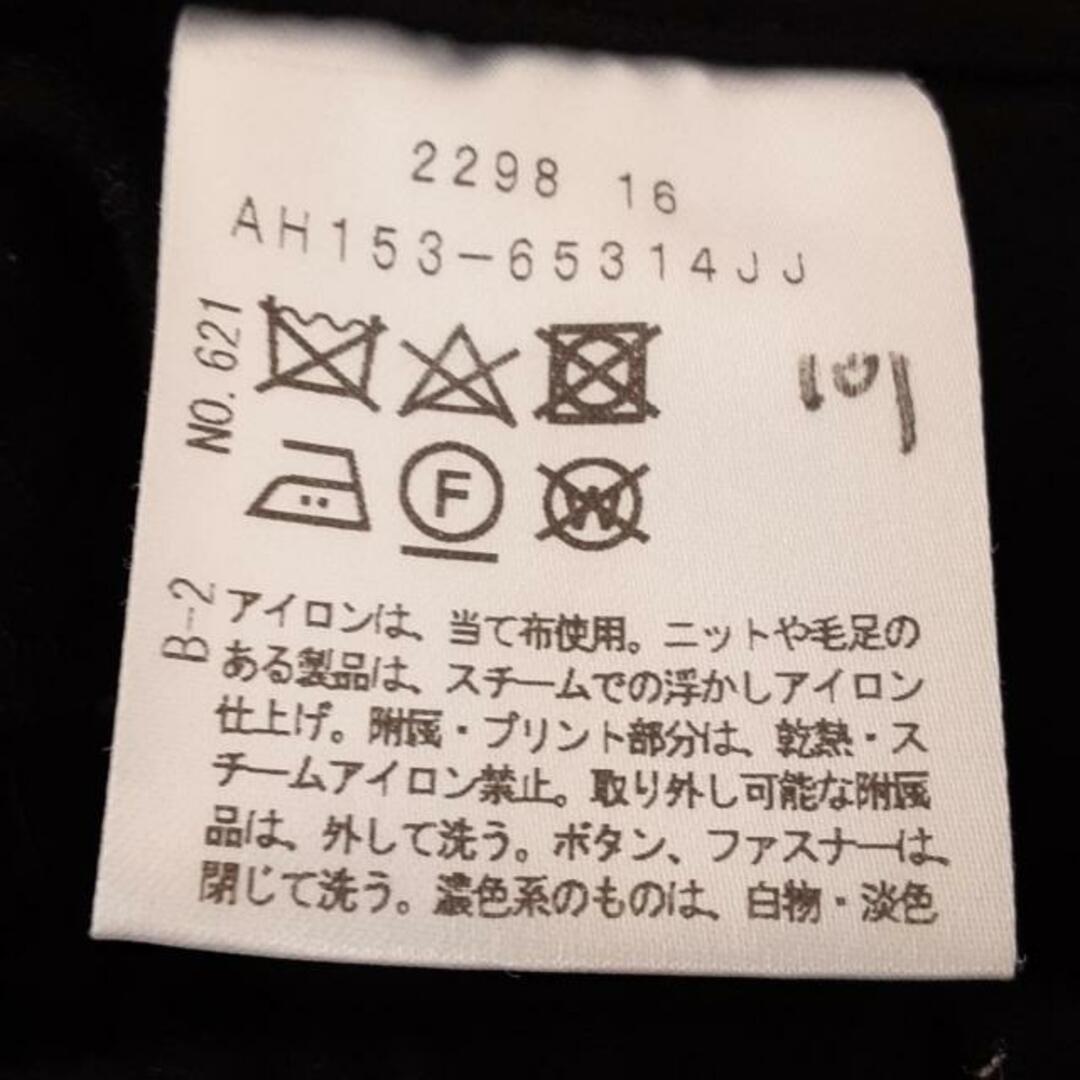 2298 16
AH153-65314JJ
NO. 621
F
W
B-2
アイロンは、当て布使用。ニットや毛足の
ある製品は、スチームでの浮かしアイロン
仕上げ。附属・プリント部分は、乾熱・ス
チームアイロン禁止。取り外し可能な附属
品は、外して洗う。ボタン、ファスナーは、
閉じて洗う。濃色系のものは、白物・淡色